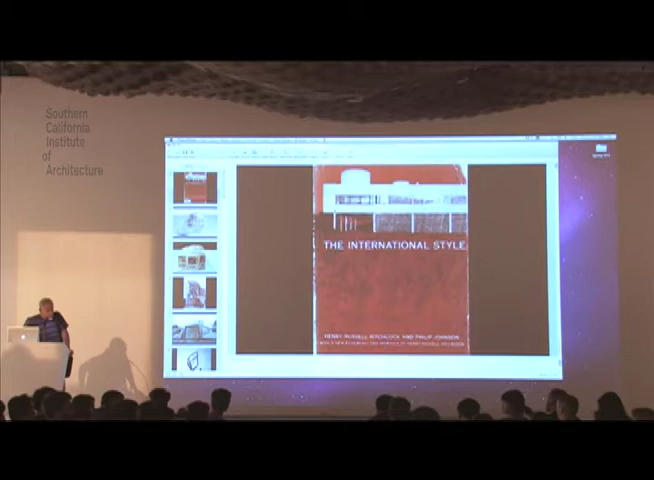 Southern
California
Institute
of
Architecture
THE INTERNATIONAL STYLE
HENRY-RUSSELL HITCHCOCK AND PHILIP JOHNSON